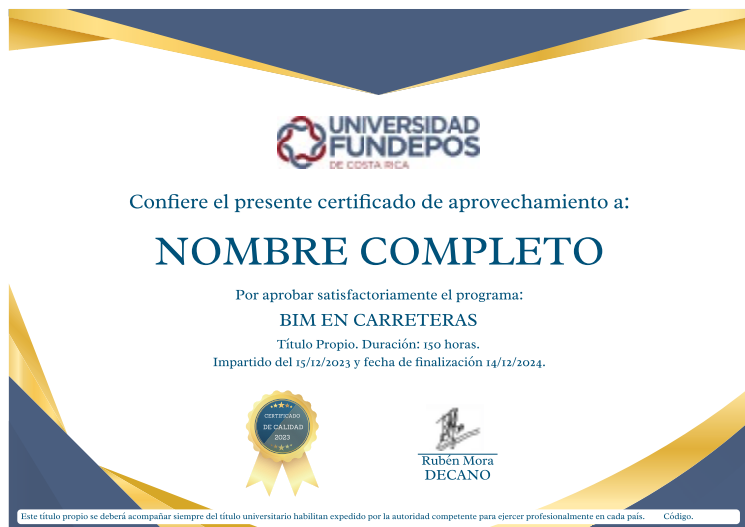 UNIVERSIDAD
FUNDEPOS
DE COSTA RICA
Confiere el presente certificado de aprovechamiento a:
NOMBRE COMPLETO
Por aprobar satisfactoriamente el programa:
BIM EN CARRETERAS
Título Propio. Duración: 150 horas.
Impartido del 15/12/2023 y fecha de finalización 14/12/2024.
CERTIFICADO
DE CALIDAD
2023
Rubén Mora
DECANO
Este título propio se deberá acompañar siempre del título universitario habilitan expedido por la autoridad competente para ejercer profesionalmente en cada país. Código.